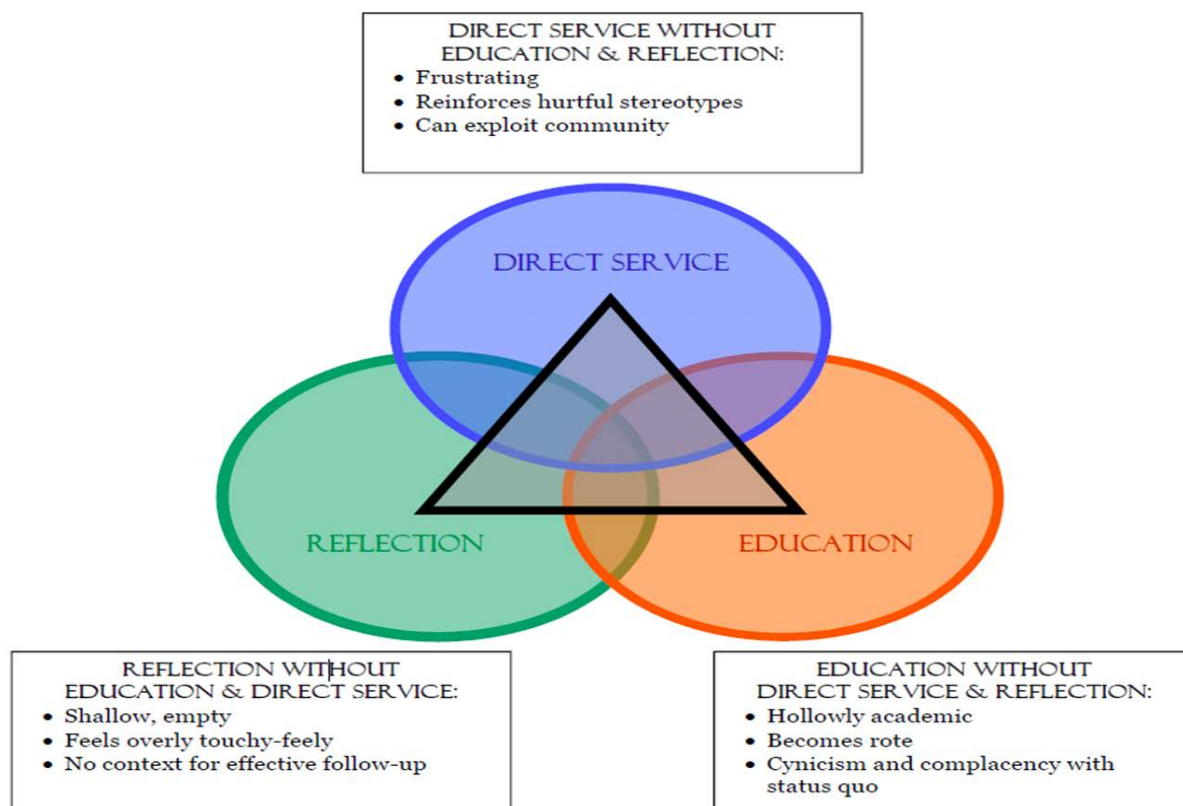 DIRECT SERVICE WITHOUT
EDUCATION & REFLECTION:
• Frustrating
• Reinforces hurtful stereotypes
• Can exploit community
DIRECT SERVICE
REFLECTION
EDUCATION
REFLECTION WITHOUT
EDUCATION & DIRECT SERVICE:
• Shallow, empty
• Feels overly touchy-feely
• No context for effective follow-up
EDUCATION WITHOUT
DIRECT SERVICE & REFLECTION:
• Hollowly academic
• Becomes rote
• Cynicism and complacency with
status quo